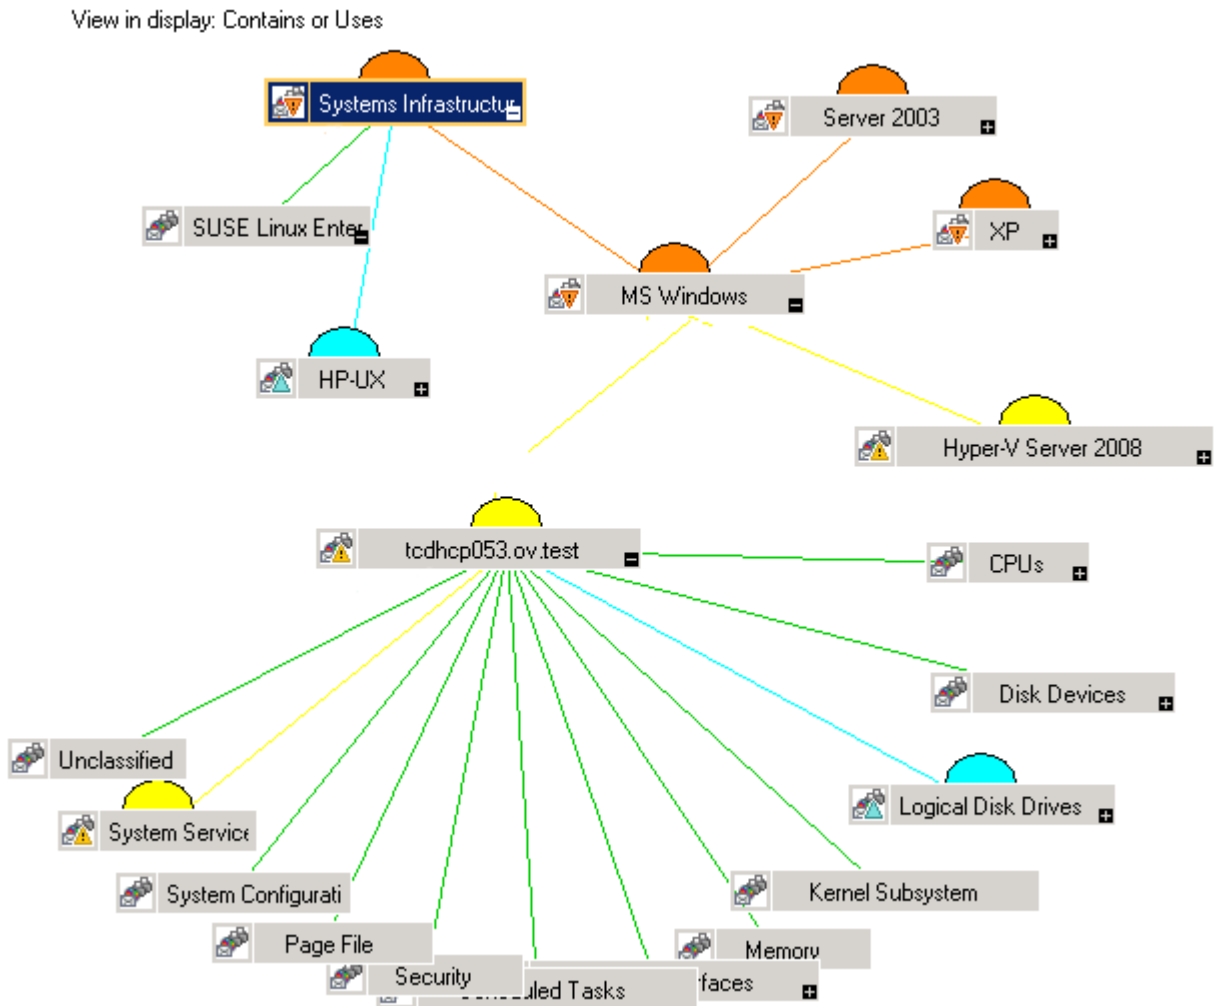 View in display: Contains or Uses
Systems Infrastructur
Server 2003
SUSE Linux Enter
XP
MS Windows
HP-UX
Hyper-V Server 2008
tcdhcp053.ov.test
CPUs
Disk Devices
Unclassified
Logical Disk Drives
System Service
System Configurati
Kernel Subsystem
Page File
Memory
Security
rfaces
Tasks